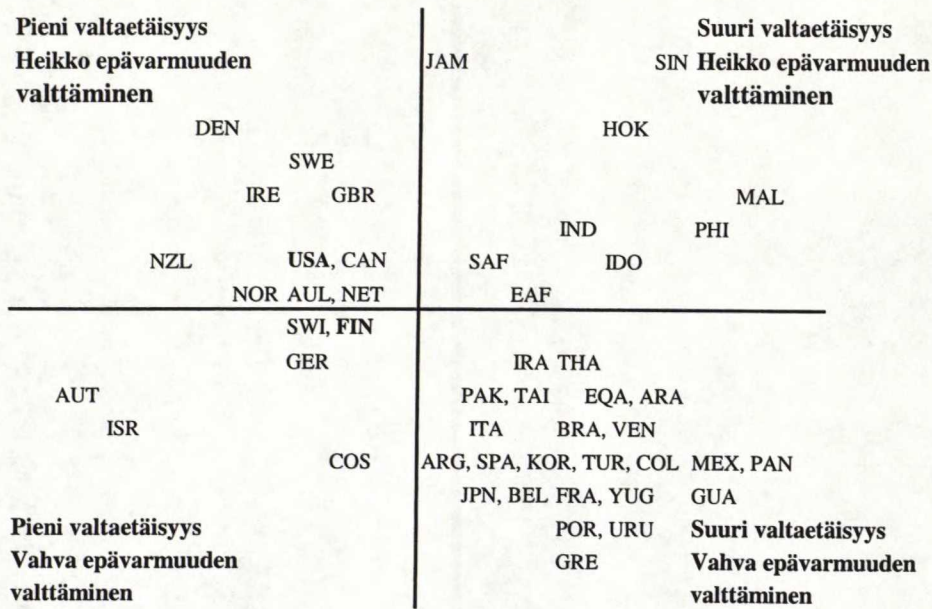 Pieni valtaetäisyys
Heikko epävarmuuden
valttäminen
Suuri valtaetäisyys
JAM SIN Heikko epävarmuuden
valttäminen
DEN HOK
SWE
IRE GBR MAL
IND PHI
NZL USA, CAN SAF IDO
NOR AUL, NET EAF
SWI, FIN
GER IRA THA
AUT PAK, TAI EQA, ARA
ISR ITA BRA, VEN
COS ARG, SPA, KOR, TUR, COL MEX, PAN
JPN, BEL FRA, YUG GUA
Pieni valtaetäisyys
Vahva epävarmuuden
valttäminen
POR, URU Suuri valtaetäisyys
GRE Vahva epävarmuuden
valttäminen